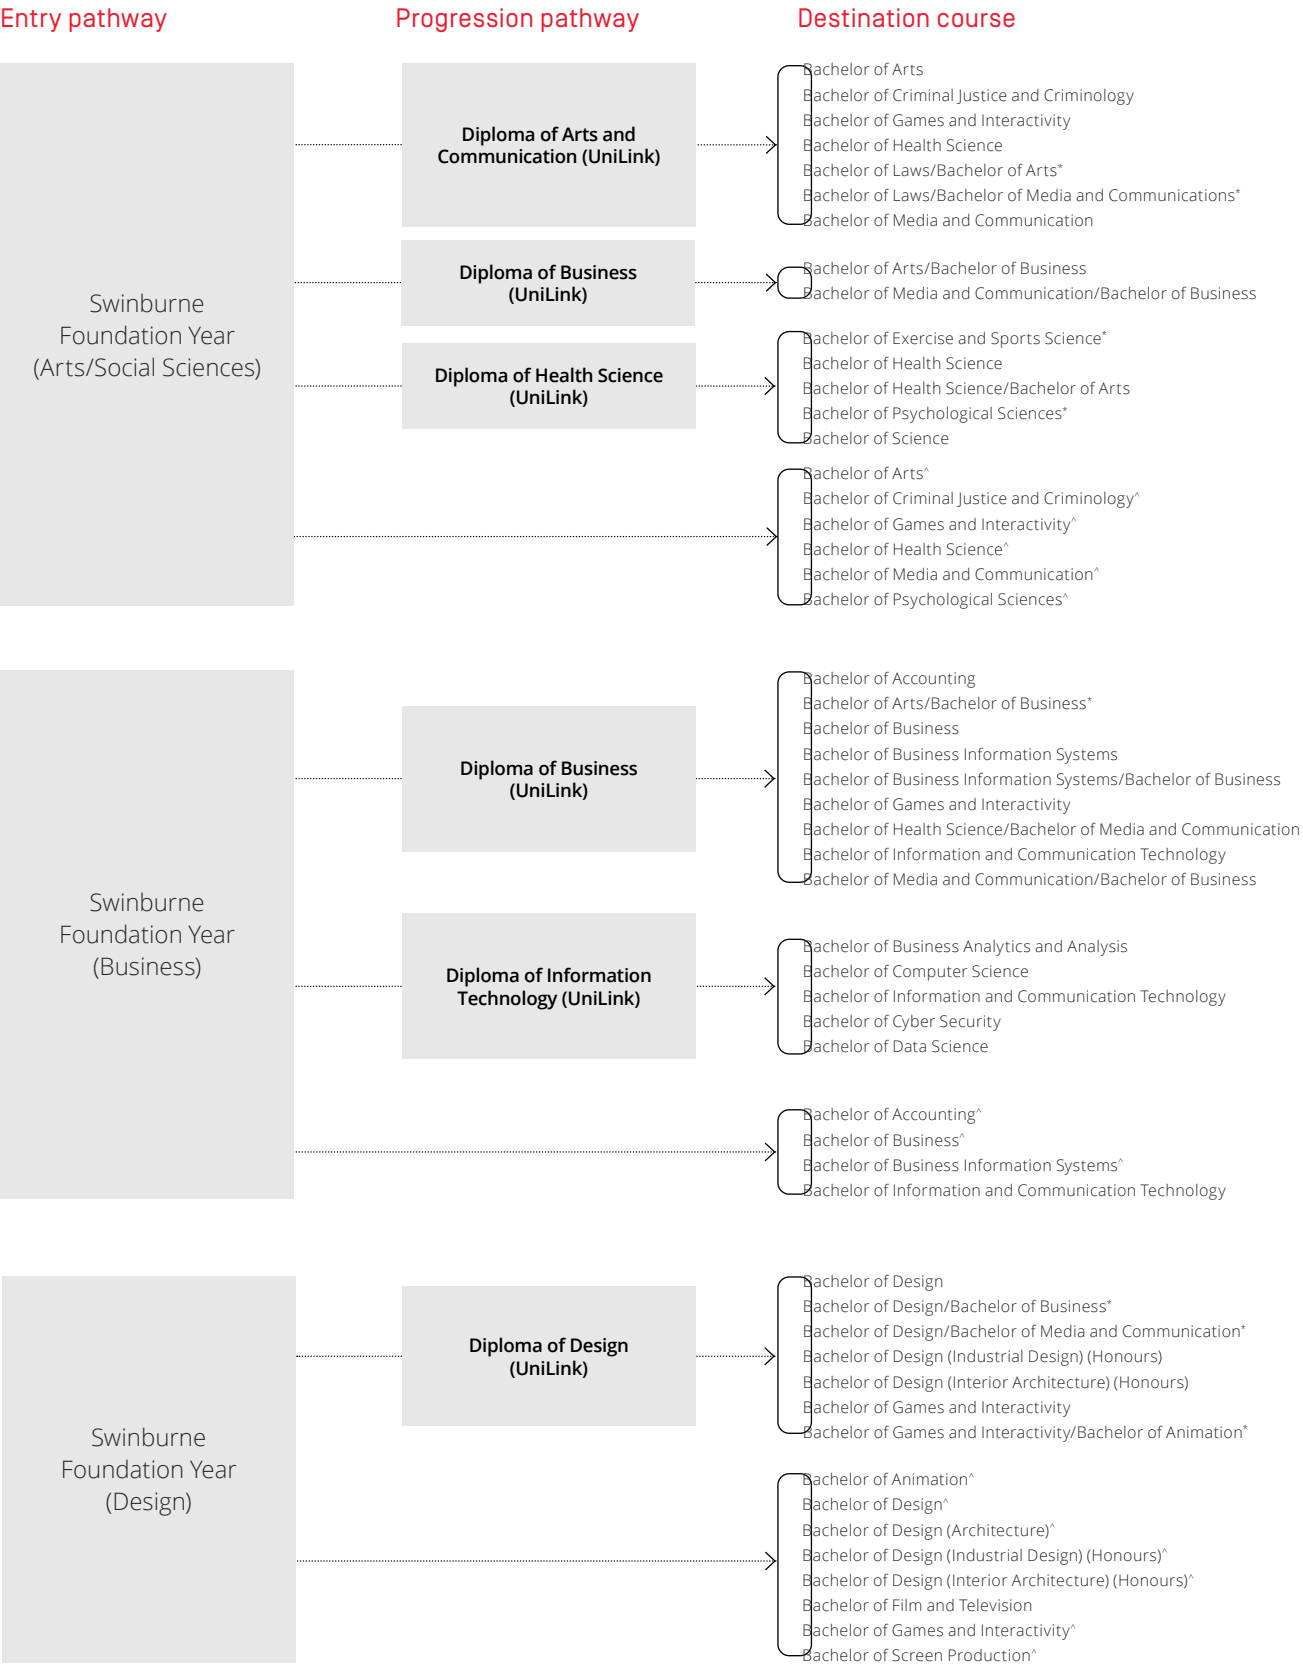 Entry pathway
Progression pathway
Destination course
Swinburne
Foundation Year
(Arts/Social Sciences)
Diploma of Arts and
Communication (UniLink)
Bachelor of Arts
Bachelor of Criminal Justice and Criminology
Bachelor of Games and Interactivity
Bachelor of Health Science
Bachelor of Laws/Bachelor of Arts*
Bachelor of Laws/Bachelor of Media and Communications*
Bachelor of Media and Communication
Diploma of Business
(UniLink)
Bachelor of Arts/Bachelor of Business
Bachelor of Media and Communication/Bachelor of Business
Diploma of Health Science
(UniLink)
Bachelor of Exercise and Sports Science*
Bachelor of Health Science
Bachelor of Health Science/Bachelor of Arts
Bachelor of Psychological Sciences*
Bachelor of Science
Bachelor of Arts^
Bachelor of Criminal Justice and Criminology^
Bachelor of Games and Interactivity^
Bachelor of Health Science^
Bachelor of Media and Communication^
Bachelor of Psychological Sciences^
Swinburne
Foundation Year
(Business)
Diploma of Business
(UniLink)
Bachelor of Accounting
Bachelor of Arts/Bachelor of Business*
Bachelor of Business
Bachelor of Business Information Systems
Bachelor of Business Information Systems/Bachelor of Business
Bachelor of Games and Interactivity
Bachelor of Health Science/Bachelor of Media and Communication
Bachelor of Information and Communication Technology
Bachelor of Media and Communication/Bachelor of Business
Diploma of Information
Technology (UniLink)
Bachelor of Business Analytics and Analysis
Bachelor of Computer Science
Bachelor of Information and Communication Technology
Bachelor of Cyber Security
Bachelor of Data Science
Bachelor of Accounting^
Bachelor of Business^
Bachelor of Business Information Systems^
Bachelor of Information and Communication Technology
Swinburne
Foundation Year
(Design)
Diploma of Design
(UniLink)
Bachelor of Design
Bachelor of Design/Bachelor of Business*
Bachelor of Design/Bachelor of Media and Communication*
Bachelor of Design (Industrial Design) (Honours)
Bachelor of Design (Interior Architecture) (Honours)
Bachelor of Games and Interactivity
Bachelor of Games and Interactivity/Bachelor of Animation*
Bachelor of Animation^
Bachelor of Design^
Bachelor of Design (Architecture)^
Bachelor of Design (Industrial Design) (Honours)^
Bachelor of Design (Interior Architecture) (Honours)^
Bachelor of Film and Television
Bachelor of Games and Interactivity^
Bachelor of Screen Production^